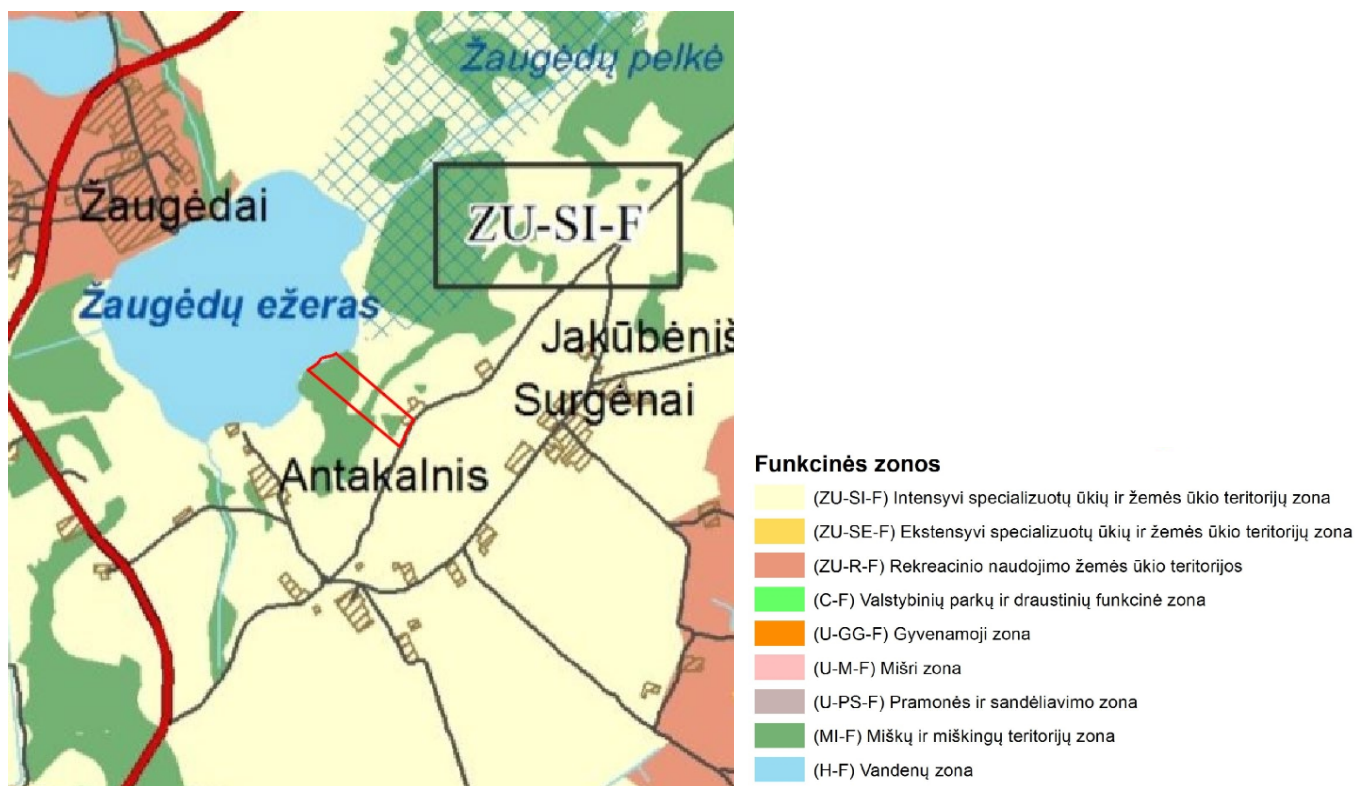 Žaugėdų pelkė
Žaugėdai
ZU-SI-F
Žaugėdų ežeras
Jakūbėniš
Surgėnai
Antakalnis
Funkcinės zonos
(ZU-SI-F) Intensyvi specializuotų ūkių ir žemės ūkio teritorijų zona
(ZU-SE-F) Ekstensyvi specializuotų ūkių ir žemės ūkio teritorijų zona
(ZU-R-F) Rekreacinio naudojimo žemės ūkio teritorijos
(C-F) Valstybinių parkų ir draustinių funkcinė zona
(U-GG-F) Gyvenamoji zona
(U-M-F) Mišri zona
(U-PS-F) Pramonės ir sandėliavimo zona
(MI-F) Miškų ir miškingų teritorijų zona
(H-F) Vandenų zona